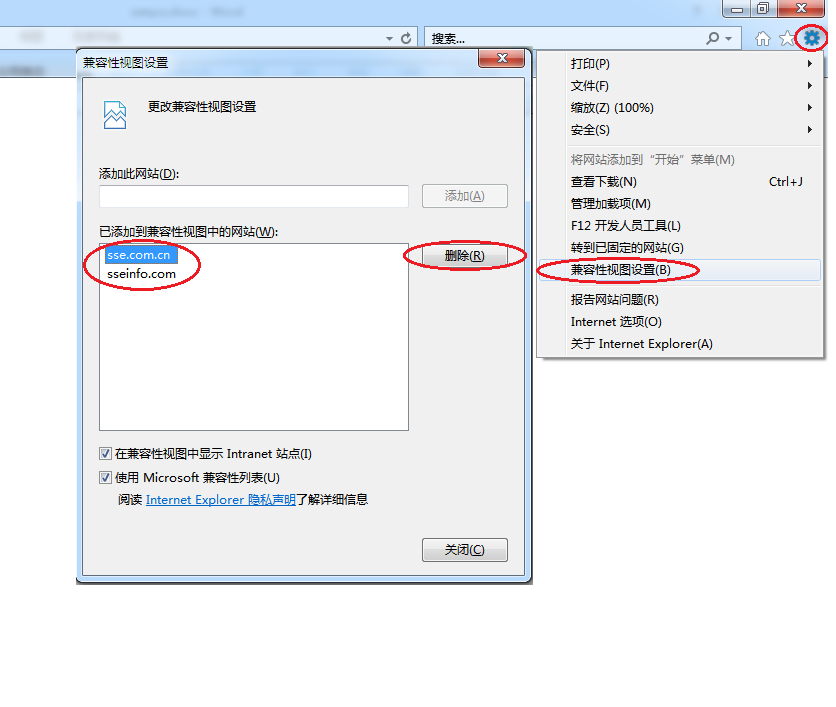 搜索...
兼容性视图设置
更改兼容性视图设置
添加此网站(D):
添加(A)
已添加到兼容性视图中的网站(W):
sse.com.cn
sseinfo.com
删除(R)
在兼容性视图中显示 Intranet 站点(I)
使用 Microsoft 兼容性列表(U)
阅读 Internet Explorer 隐私声明了解详细信息
关闭(C)
打印(P)
文件(F)
缩放(Z) (100%)
安全(S)
将网站添加到“开始”菜单(M)
查看下载(N) Ctrl+J
管理加载项(M)
F12 开发人员工具(L)
转到已固定的网站(G)
兼容性视图设置(B)
报告网站问题(R)
Internet 选项(O)
关于 Internet Explorer(A)